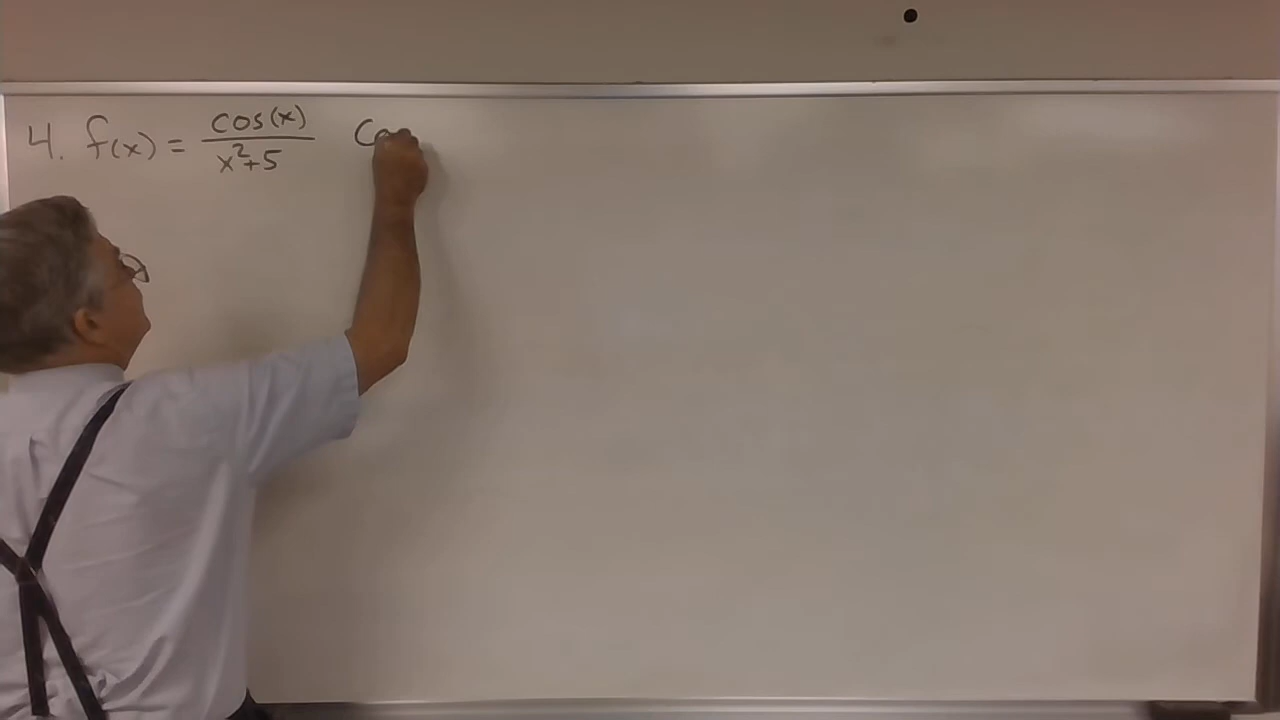 4. f(x) = cos(x) / x²+5 C